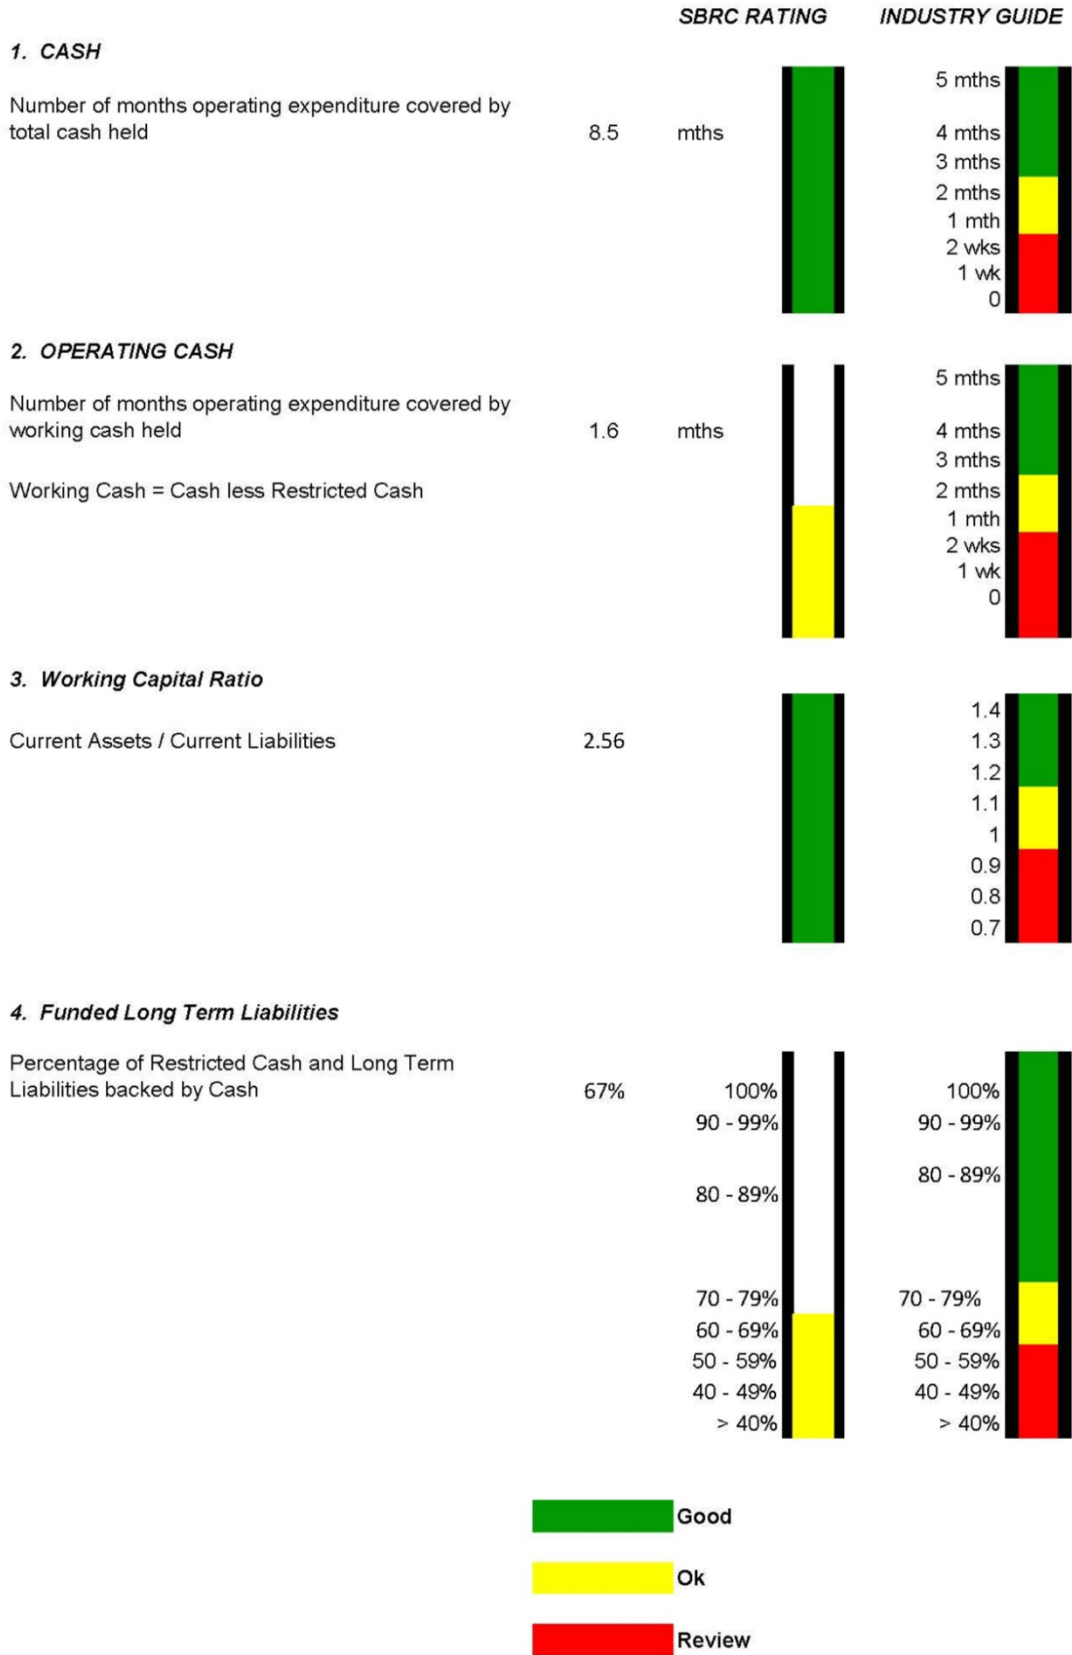 SBRC RATING INDUSTRY GUIDE
1. CASH
5 mths
Number of months operating expenditure covered by
total cash held 8.5 mths 4 mths
3 mths
2 mths
1 mth
2 wks
1 wk
0
2. OPERATING CASH
5 mths
Number of months operating expenditure covered by
working cash held 1.6 mths 4 mths
3 mths
Working Cash = Cash less Restricted Cash 2 mths
1 mth
2 wks
1 wk
0
3. Working Capital Ratio
1.4
Current Assets / Current Liabilities 2.56 1.3
1.2
1.1
1
0.9
0.8
0.7
4. Funded Long Term Liabilities
Percentage of Restricted Cash and Long Term
Liabilities backed by Cash 67% 100% 100%
90 - 99% 90 - 99%
80 - 89% 80 - 89%
70 - 79% 70 - 79%
60 - 69% 60 - 69%
50 - 59% 50 - 59%
40 - 49% 40 - 49%
> 40% > 40%
Good
Ok
Review